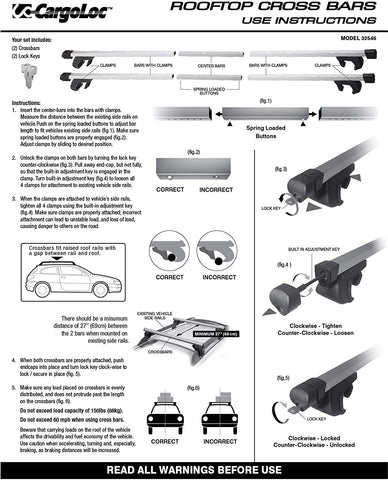 CargoLoc™
ROOFTOP CROSS BARS
USE INSTRUCTIONS
MODEL 32546
Your set includes:
(2) Crossbars
(2) Lock Keys
CLAMPS
BARS WITH CLAMPS
CENTER BARS
BARS WITH CLAMPS
CLAMPS
SPRING LOADED
BUTTONS
Instructions:
1. Insert the center-bars into the bars with clamps.
Measure the distance between the existing side rails on
vehicle. Push on the spring loaded buttons to adjust bar
length to fit vehicles existing side rails (fig.1). Make sure
spring loaded buttons are properly engaged (fig.2).
Adjust clamps by sliding to desired position.
(fig.1)
Spring Loaded
Buttons
2. Unlock the clamps on both bars by turning the lock key
counter-clockwise (fig.3). Pull away end-cap, but not fully,
so that the built-in adjustment key is engaged in the
clamp. Turn built-in adjustment key (fig.4) to loosen all
4 clamps for attachment to existing vehicle side rails.
(fig.2)
CORRECT
INCORRECT
(fig.3)
LOCK KEY
3. When the clamps are attached to vehicle's side rails,
tighten all 4 clamps using the built-in adjustment key
(fig.4). Make sure clamps are properly attached; incorrect
attachment can lead to unstable load, and loss of load,
causing danger to others on the road.
Crossbars fit raised roof rails with
a gap between rail and roof.
CORRECT
INCORRECT
BUILT IN ADJUSTMENT KEY
(fig.4)
Clockwise - Tighten
Counter-Clockwise - Loosen
There should be a minimum
distance of 27" (69cm) between
the 2 bars when mounted on
existing side rails.
EXISTING VEHICLE
SIDE RAILS
MINIMUM 27" (69 cm)
CROSSBARS
4. When both crossbars are properly attached, push
endcaps into place and turn lock key clock-wise to
lock / secure in place (fig. 5).
5. Make sure any load placed on crossbars is evenly
distributed, and does not protrude past the length
on the crossbars (fig. 6).
Do not exceed load capacity of 150lbs (68kg).
Do not exceed 60 mph when using cross bars.
Beware that carrying loads on the roof of the vehicle
affects the drivability and fuel economy of the vehicle.
Use caution when accelerating, turning and, especially,
braking, as braking distances will be increased.
(fig.6)
CORRECT
INCORRECT
(fig.5)
LOCK KEY
Clockwise - Locked
Counter-Clockwise - Unlocked
READ ALL WARNINGS BEFORE USE